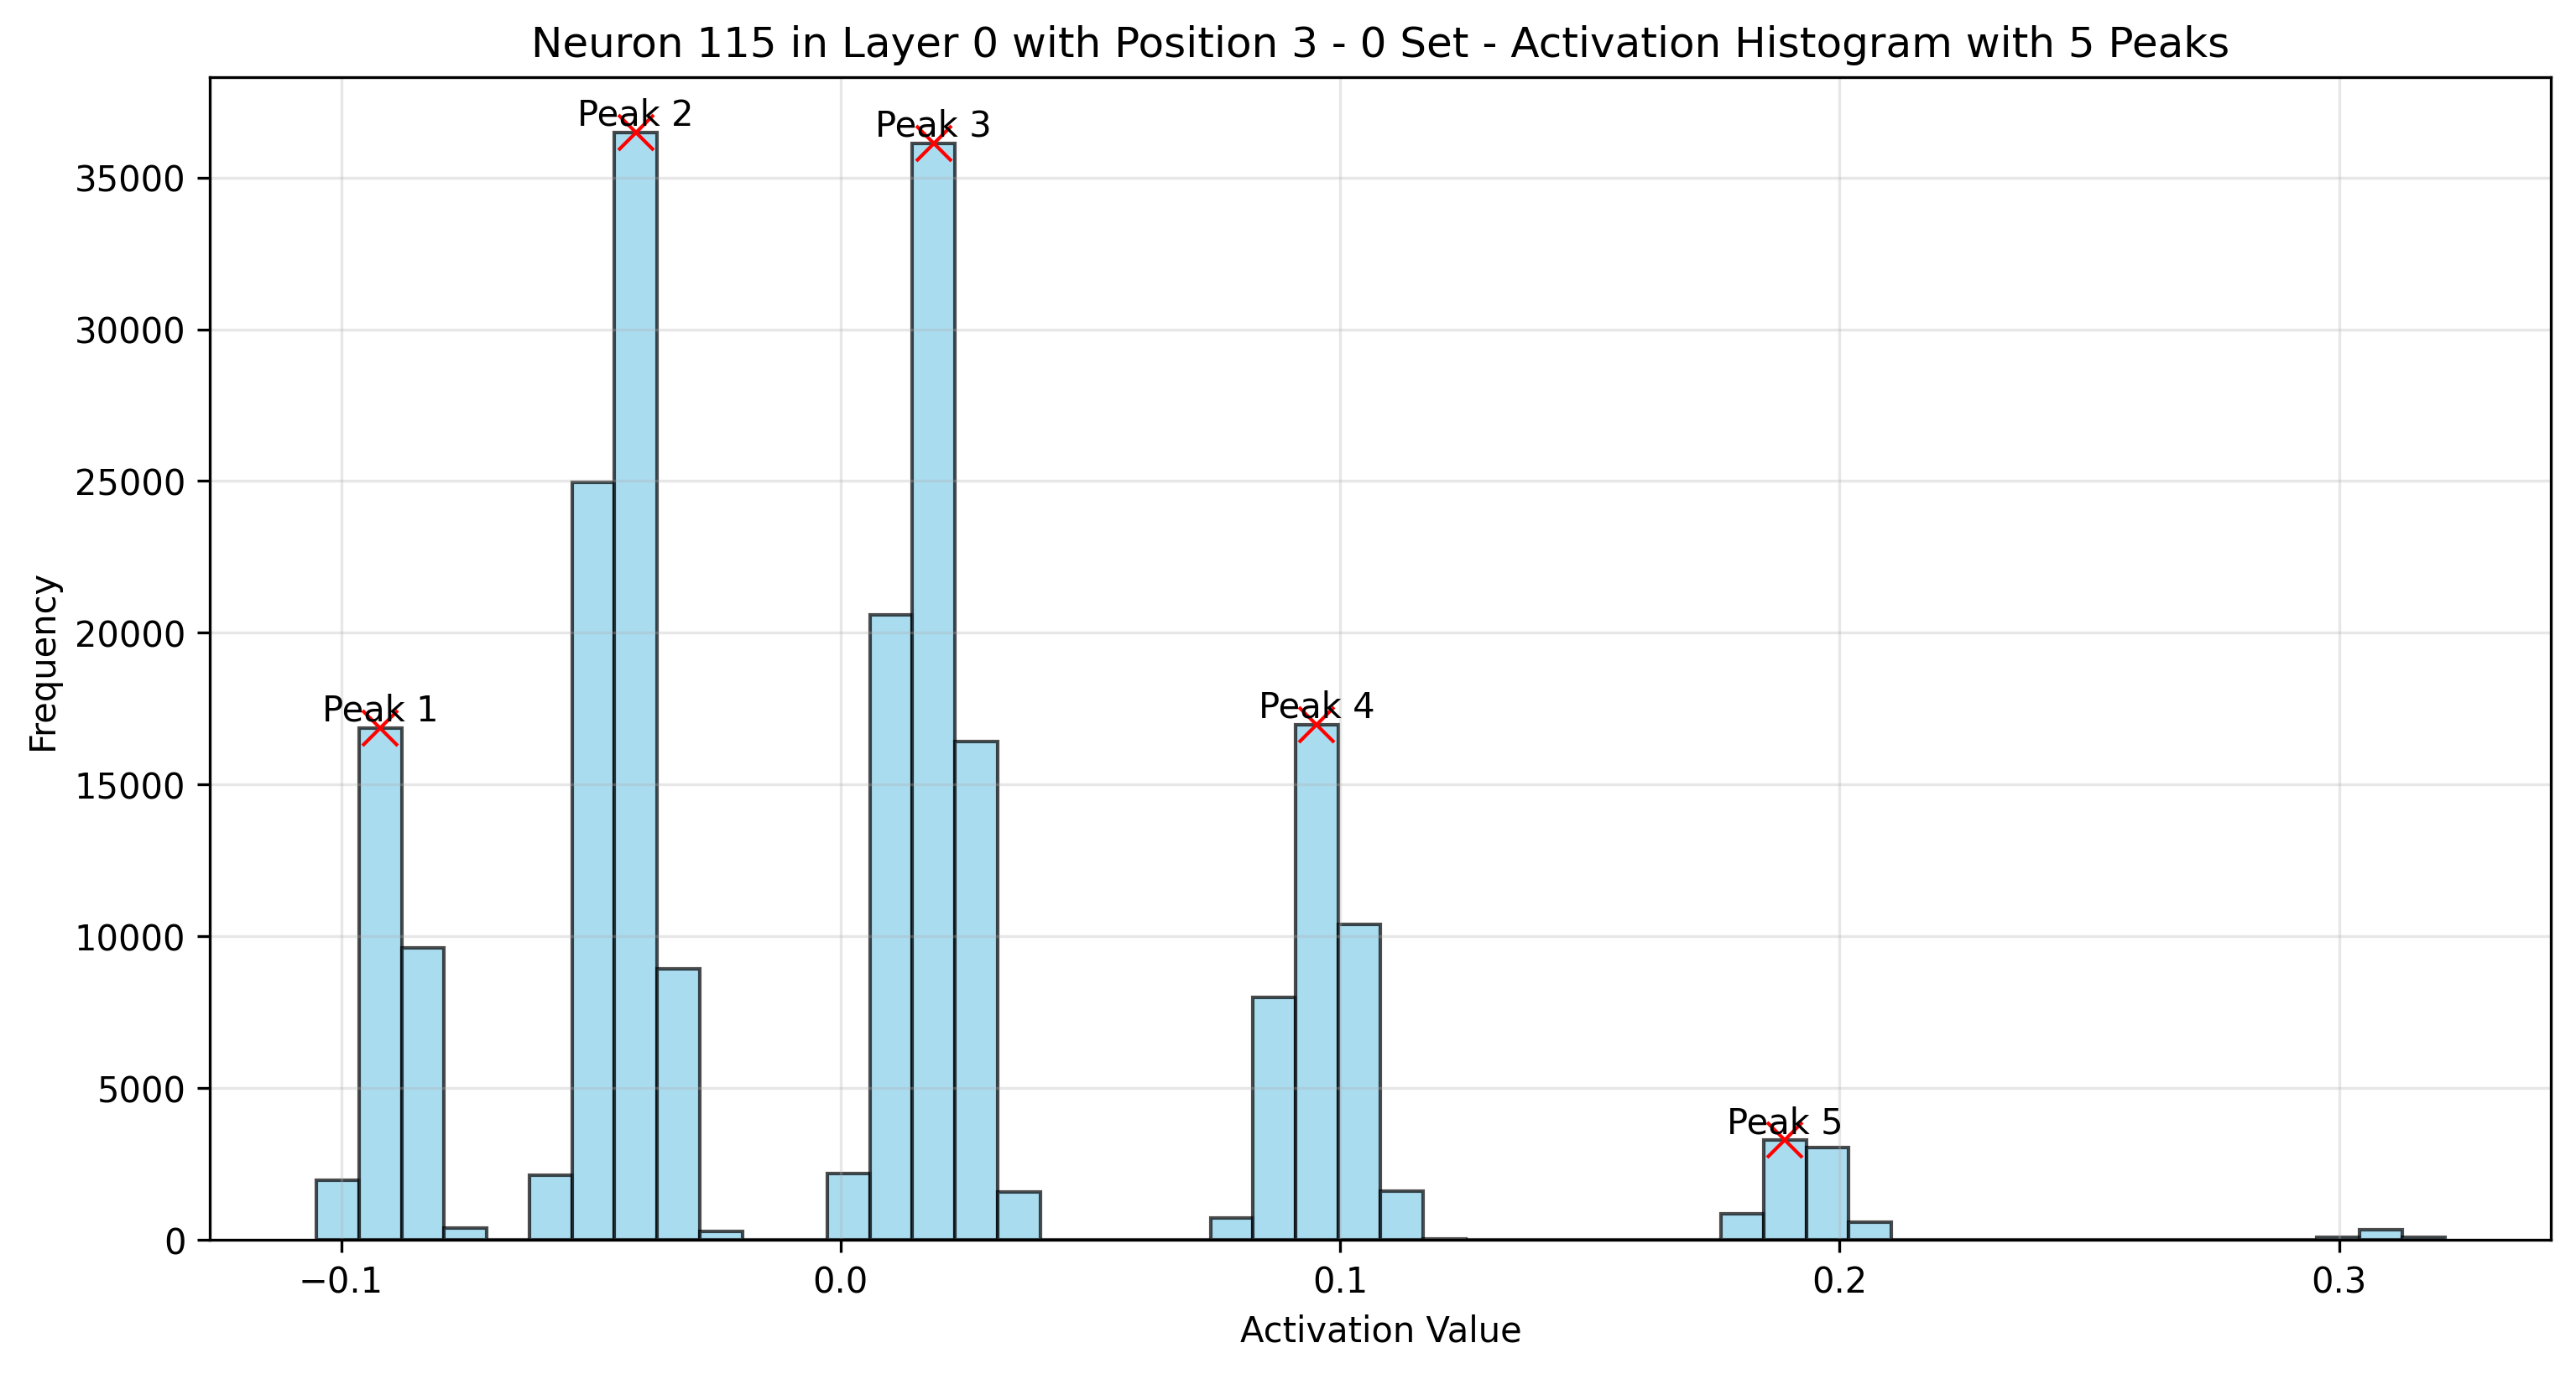 Neuron 115 in Layer 0 with Position 3 - 0 Set - Activation Histogram with 5 Peaks
Peak 2
Peak 3
35000
30000
25000
20000
Frequency
Peak 1
Peak 4
15000
10000
5000
Peak 5
0
−0.1
0.0
0.1
0.2
0.3
Activation Value